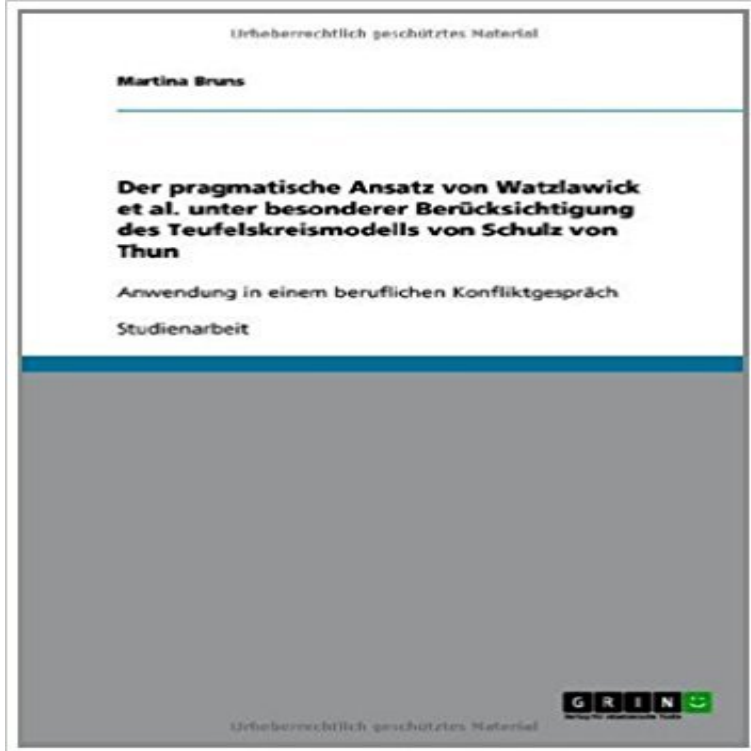 Urheberrechtlich geschütztes Material
Martina Bruns
Der pragmatische Ansatz von Watzlawick
et al. unter besonderer Berücksichtigung
des Teufelskreismodells von Schulz von
Thun
Anwendung in einem beruflichen Konfliktgespräch
Studienarbeit
G R I N
Urheberrechtlich geschütztes Material